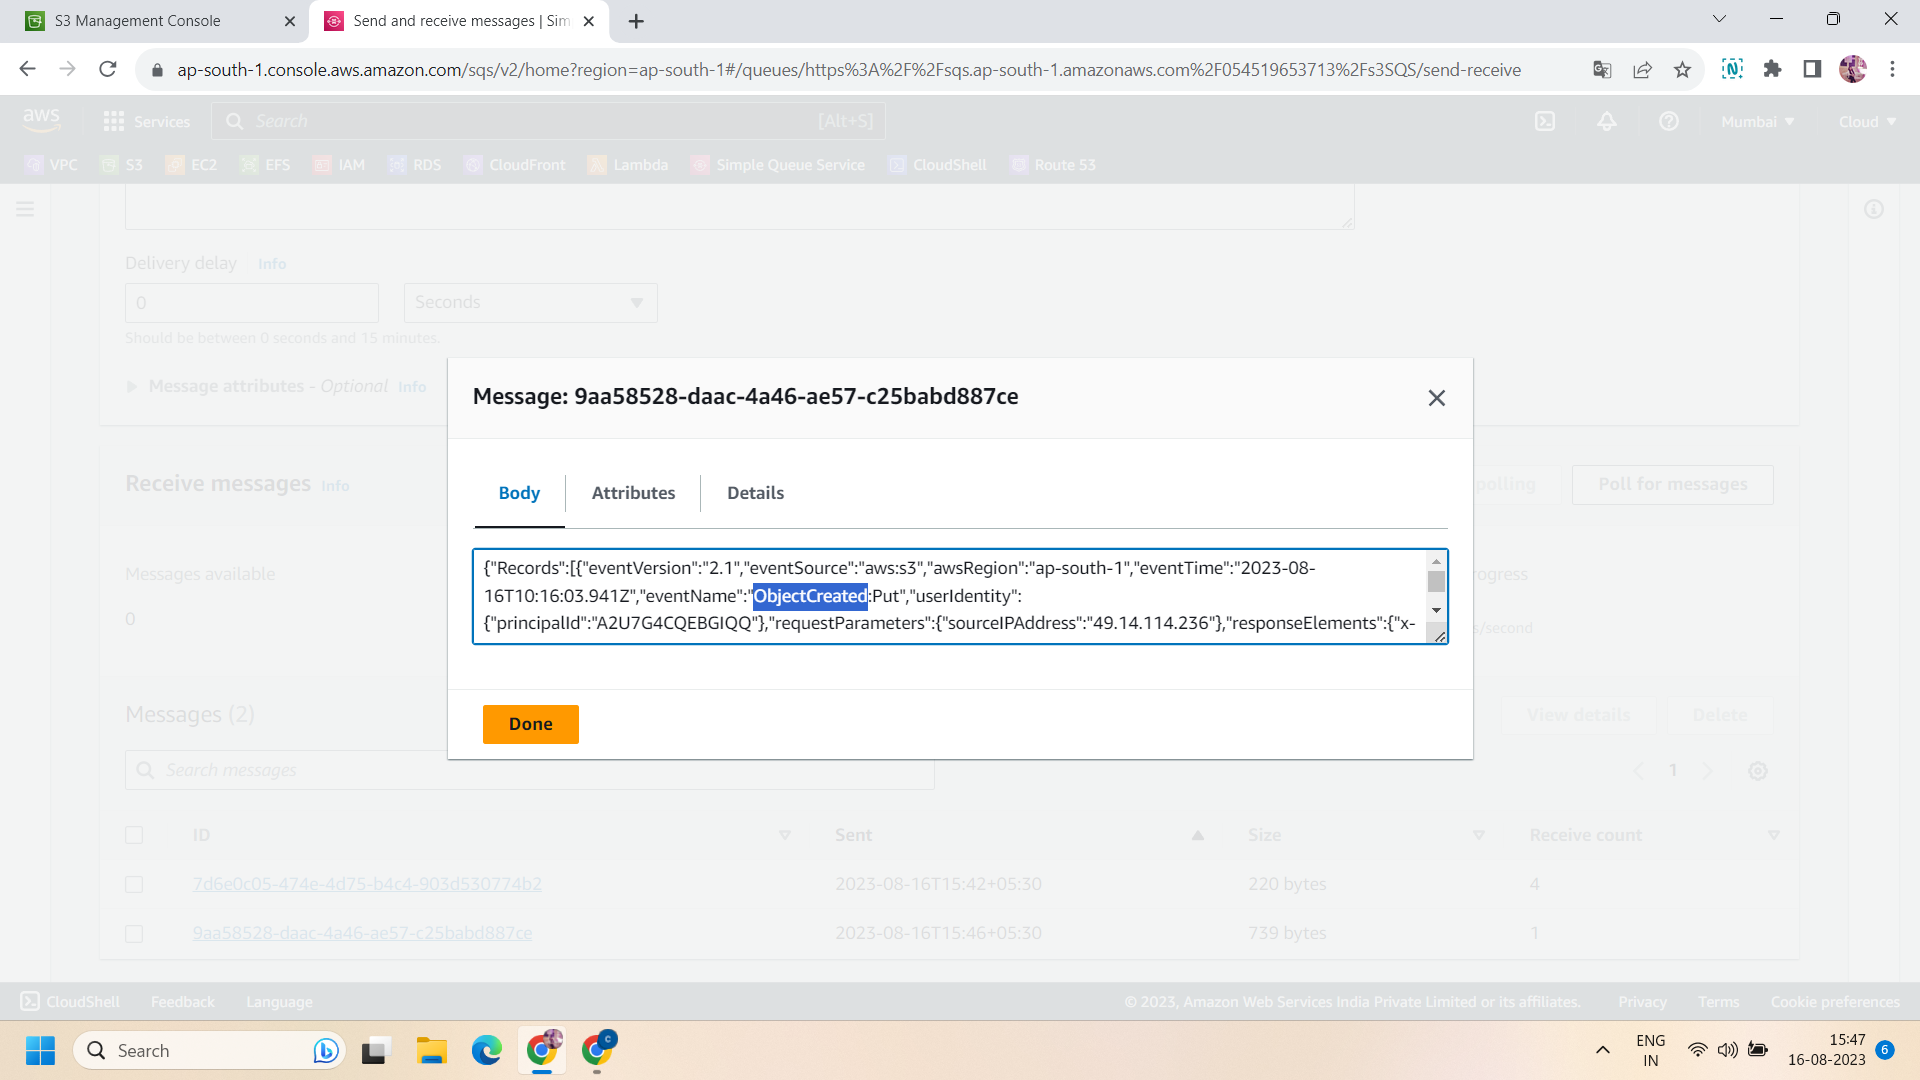 S3 Management Console
Send and receive messages | Sim
ap-south-1.console.aws.amazon.com/sqs/v2/home?region=ap-south-1#/queues/https%3A%2F%2Fsqs.ap-south-1.amazonaws.com%2F054519653713%2Fs3SQS/send-receive
aws Services Search [Alt+S] Mumbai Cloud
VPC S3 EC2 EFS IAM RDS CloudFront Lambda Simple Queue Service CloudShell Route 53
Delivery delay Info
0 Seconds
Should be between 0 seconds and 15 minutes.
Message attributes - Optional Info
Message: 9aa58528-daac-4a46-ae57-c25babd887ce
Receive messages Info polling Poll for messages
Body Attributes Details
Messages available
0
{"Records":[{"eventVersion":"2.1","eventSource":"aws:s3","awsRegion":"ap-south-1","eventTime":"2023-08-
16T10:16:03.941Z","eventName":"ObjectCreated:Put","userIdentity":
{"principalId":"A2U7G4CQEBGIQQ"},"requestParameters":{"sourceIPAddress":"49.14.114.236"},"responseElements":{"x-
rogress
s/second
Done
Messages (2) View details Delete
Search messages 1
ID Sent Size Receive count
7d6e0c05-474e-4d75-b4c4-903d530774b2 2023-08-16T15:42+05:30 220 bytes 4
9aa58528-daac-4a46-ae57-c25babd887ce 2023-08-16T15:46+05:30 739 bytes 1
CloudShell Feedback Language © 2023, Amazon Web Services India Private Limited or its affiliates. Privacy Terms Cookie preferences
Search C ENG IN 15:47 16-08-2023 6